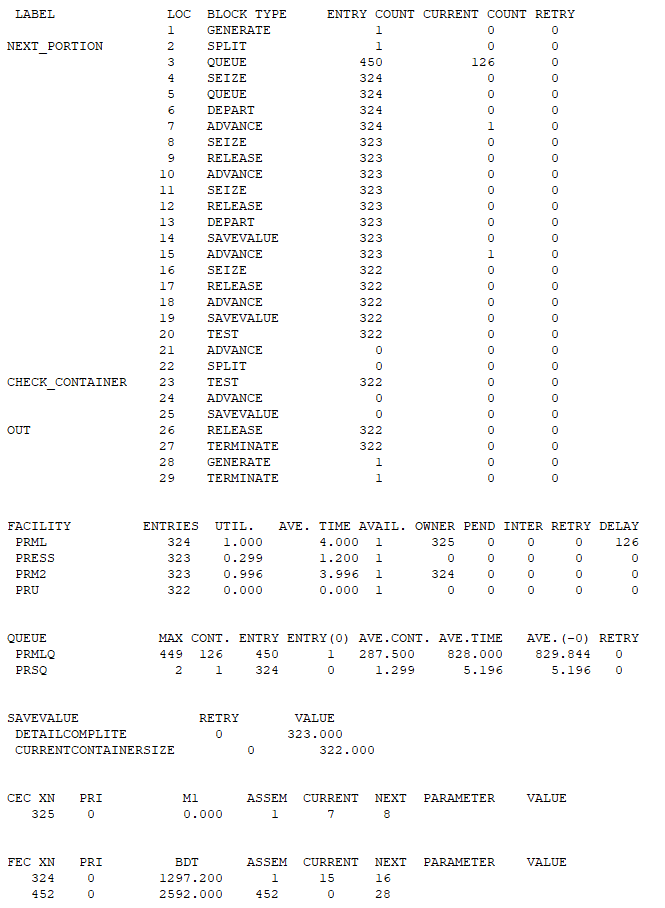 LABEL LOC BLOCK TYPE ENTRY COUNT CURRENT COUNT RETRY
1 GENERATE 1 0 0
NEXT_PORTION 2 SPLIT 1 0 0
3 QUEUE 450 126 0
4 SEIZE 324 0 0
5 QUEUE 324 0 0
6 DEPART 324 0 0
7 ADVANCE 324 1 0
8 SEIZE 323 0 0
9 RELEASE 323 0 0
10 ADVANCE 323 0 0
11 SEIZE 323 0 0
12 RELEASE 323 0 0
13 DEPART 323 0 0
14 SAVEVALUE 323 0 0
15 ADVANCE 323 1 0
16 SEIZE 322 0 0
17 RELEASE 322 0 0
18 ADVANCE 322 0 0
19 SAVEVALUE 322 0 0
20 TEST 322 0 0
21 ADVANCE 0 0 0
22 SPLIT 0 0 0
CHECK_CONTAINER 23 TEST 322 0 0
24 ADVANCE 0 0 0
25 SAVEVALUE 0 0 0
OUT 26 RELEASE 322 0 0
27 TERMINATE 322 0 0
28 GENERATE 1 0 0
29 TERMINATE 1 0 0
FACILITY ENTRIES UTIL. AVE. TIME AVAIL. OWNER PEND INTER RETRY DELAY
PRML 324 1.000 4.000 1 325 0 0 0 126
PRESS 323 0.299 1.200 1 0 0 0 0 0
PRM2 323 0.996 3.996 1 324 0 0 0 0
PRU 322 0.000 0.000 1 0 0 0 0 0
QUEUE MAX CONT. ENTRY ENTRY(0) AVE.CONT. AVE.TIME AVE.(-0) RETRY
PRMLQ 449 126 450 1 287.500 828.000 829.844 0
PRSQ 2 1 324 0 1.299 5.196 5.196 0
SAVEVALUE RETRY VALUE
DETAILCOMPLITE 0 323.000
CURRENTCONTAINERSIZE 0 322.000
CEC XN PRI M1 ASSEM CURRENT NEXT PARAMETER VALUE
325 0 0.000 1 7 8
FEC XN PRI BDT ASSEM CURRENT NEXT PARAMETER VALUE
324 0 1297.200 1 15 16
452 0 2592.000 452 0 28